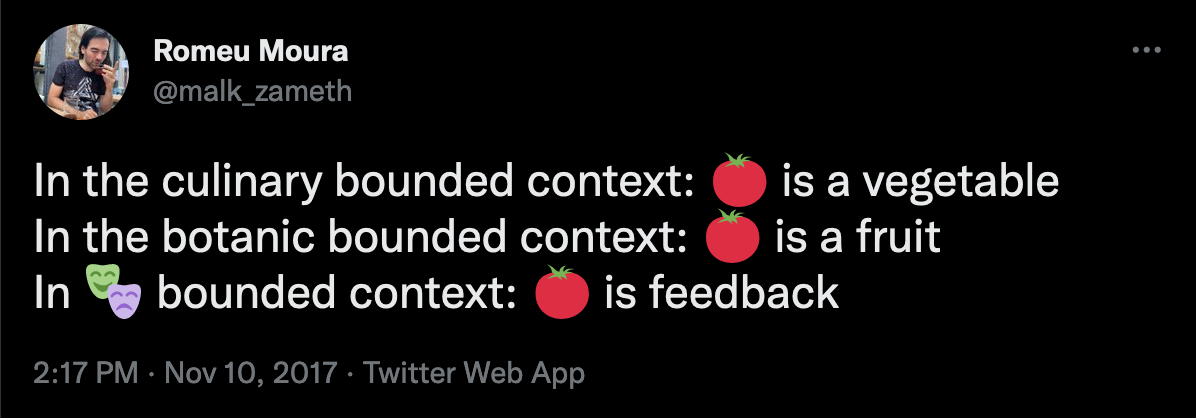 Romeu Moura
@malk_zameth
In the culinary bounded context: 🍅 is a vegetable
In the botanic bounded context: 🍅 is a fruit
In 🎭 bounded context: 🍅 is feedback
2:17 PM · Nov 10, 2017 · Twitter Web App